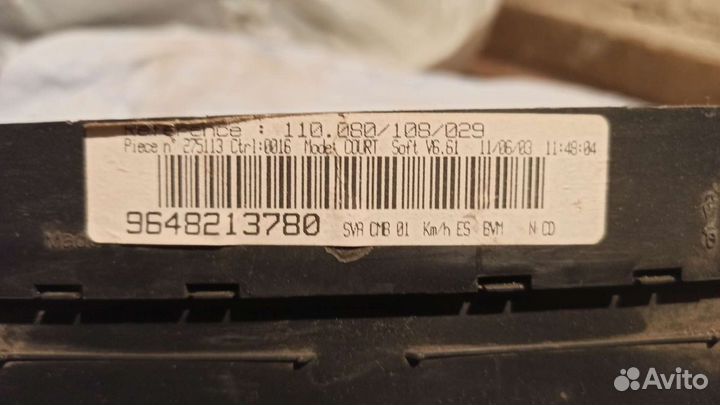 Reference : 110.080/108/029
Piece n° 275113 Ctrl:0016 Model COURT Soft V6.61 11/06/03 11:48:04
9648213780 SVR CMB 01 Km/h ES BVM N CD
Made
Avito